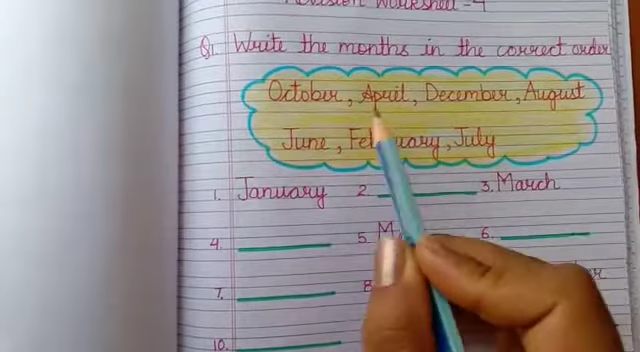 Revision Worksheet - 4
Q1 Write the months in the correct order
October, April, December, August
June, February, July
1. January 2. 3. March
4. 5. 6.
7. 8
10.